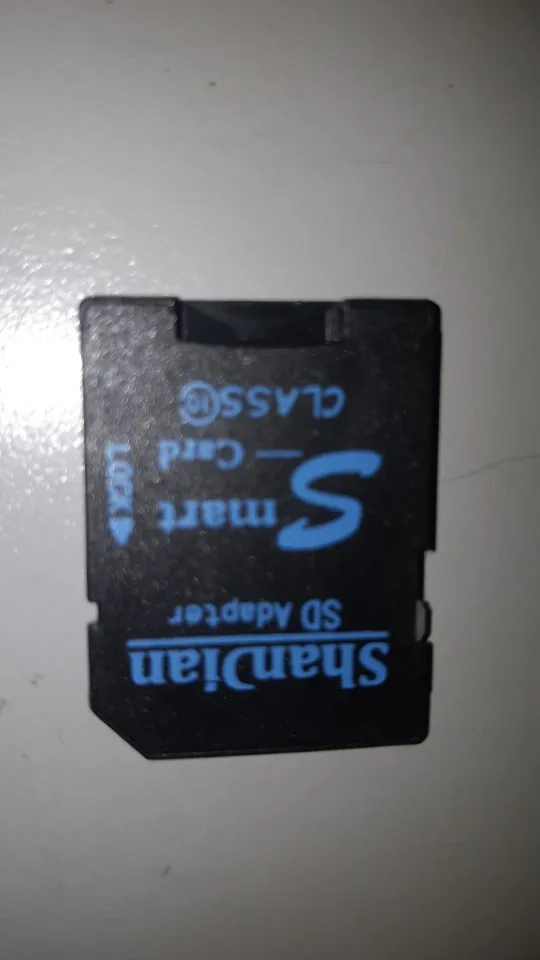 ShanDian
SD Adapter
Smart
Card
LOCK
CLASS 10